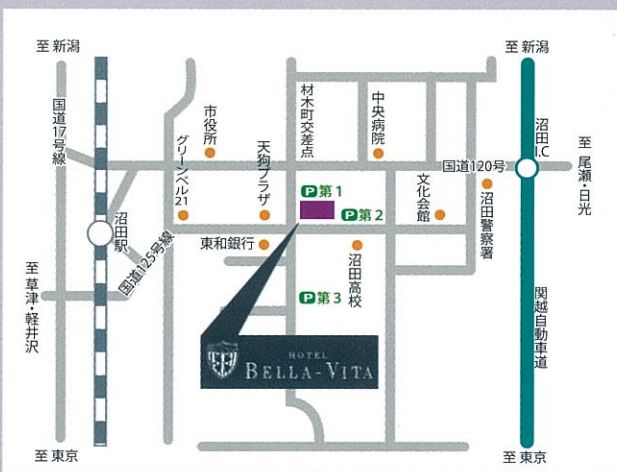 至 新潟
至 新潟
国道17号線
市役所
グリーンベル21
天狗プラザ
材木町交差点
中央病院
国道120号
沼田I.C
至 尾瀬・日光
P第1
P第2
文化会館
沼田警察署
沼田駅
国道125号線
東和銀行
沼田高校
至 草津・軽井沢
P第3
関越自動車道
HOTEL
BELLA-VITA
至 東京
至 東京